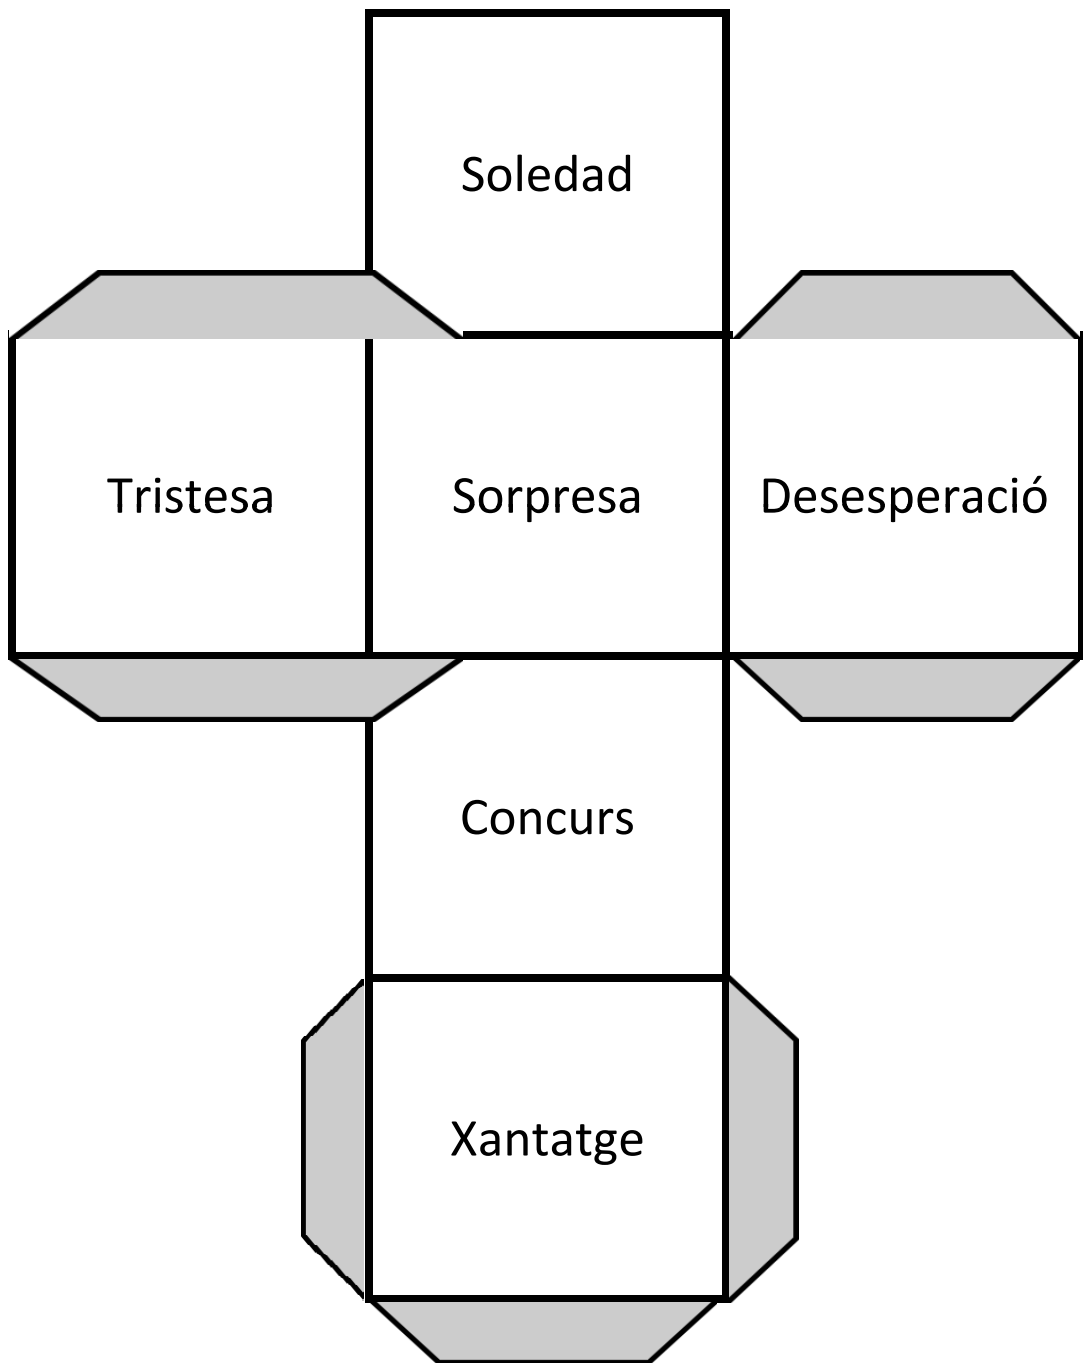 Soledad
Tristesa
Sorpresa
Desesperació
Concurs
Xantatge